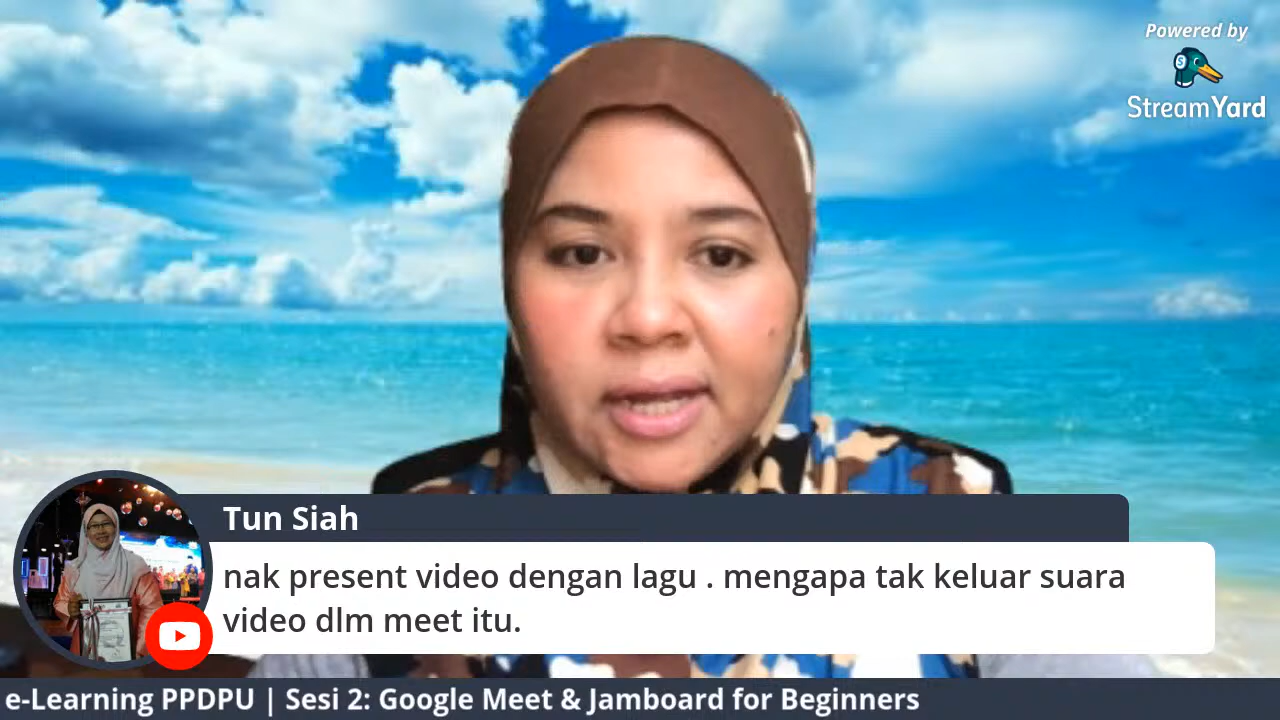 Powered by
StreamYard
Tun Siah
nak present video dengan lagu . mengapa tak keluar suara
video dlm meet itu.
e-Learning PPDPU | Sesi 2: Google Meet & Jamboard for Beginners